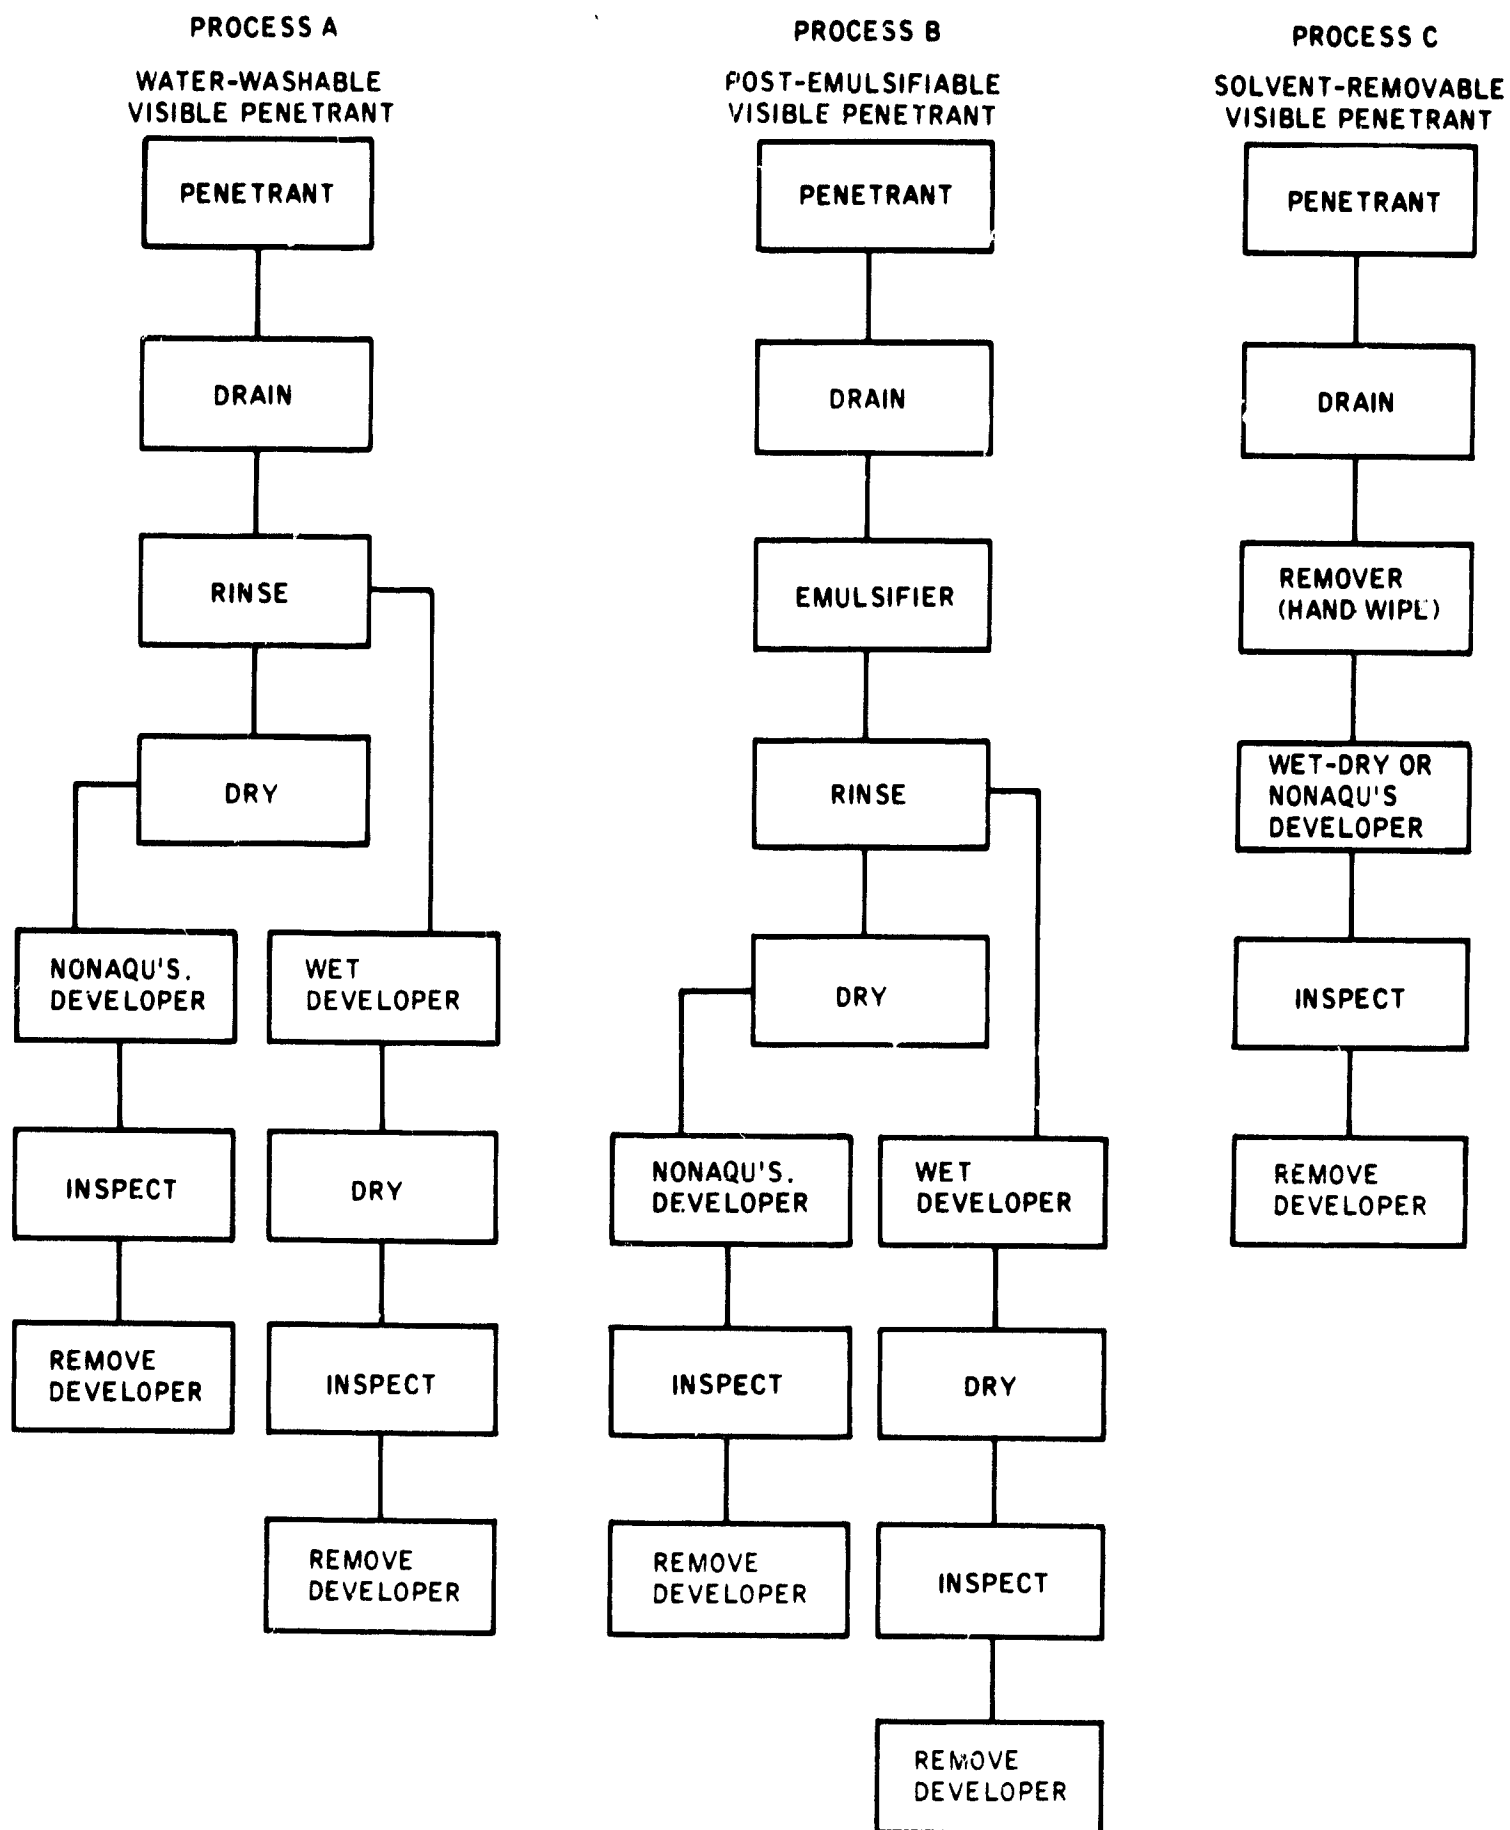 PROCESS A
WATER-WASHABLE
VISIBLE PENETRANT
PENETRANT
DRAIN
RINSE
DRY
NONAQU'S.
DEVELOPER
INSPECT
REMOVE
DEVELOPER
WET
DEVELOPER
DRY
INSPECT
REMOVE
DEVELOPER
PROCESS B
POST-EMULSIFIABLE
VISIBLE PENETRANT
PENETRANT
DRAIN
EMULSIFIER
RINSE
DRY
NONAQU'S.
DEVELOPER
INSPECT
REMOVE
DEVELOPER
WET
DEVELOPER
DRY
INSPECT
REMOVE
DEVELOPER
PROCESS C
SOLVENT-REMOVABLE
VISIBLE PENETRANT
PENETRANT
DRAIN
REMOVER
(HAND WIPE)
WET-DRY OR
NONAQU'S
DEVELOPER
INSPECT
REMOVE
DEVELOPER